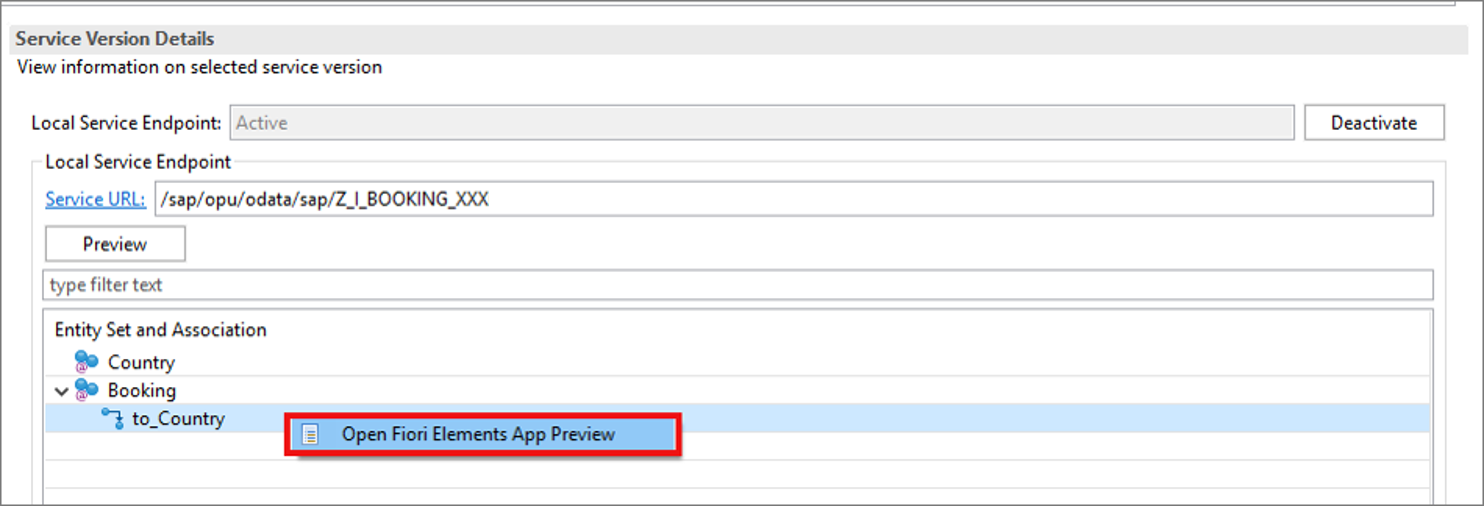 Service Version Details
View information on selected service version
Local Service Endpoint: Active Deactivate
Local Service Endpoint
Service URL: /sap/opu/odata/sap/Z_I_BOOKING_XXX
Preview
type filter text
Entity Set and Association
Country
Booking
to_Country
Open Fiori Elements App Preview